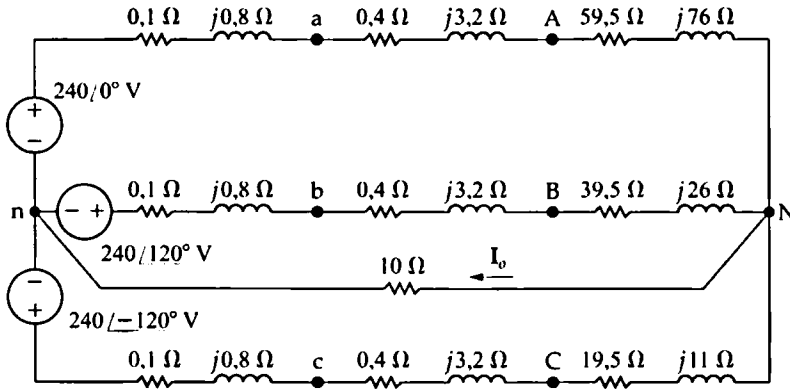 0,1 Ω j0,8 Ω a 0,4 Ω j3,2 Ω A 59,5 Ω j76 Ω
240/0° V
+
−
0,1 Ω j0,8 Ω b 0,4 Ω j3,2 Ω B 39,5 Ω j26 Ω
n − + N
240/120° V
10 Ω I₀
−
+
240/−120° V
0,1 Ω j0,8 Ω c 0,4 Ω j3,2 Ω C 19,5 Ω j11 Ω